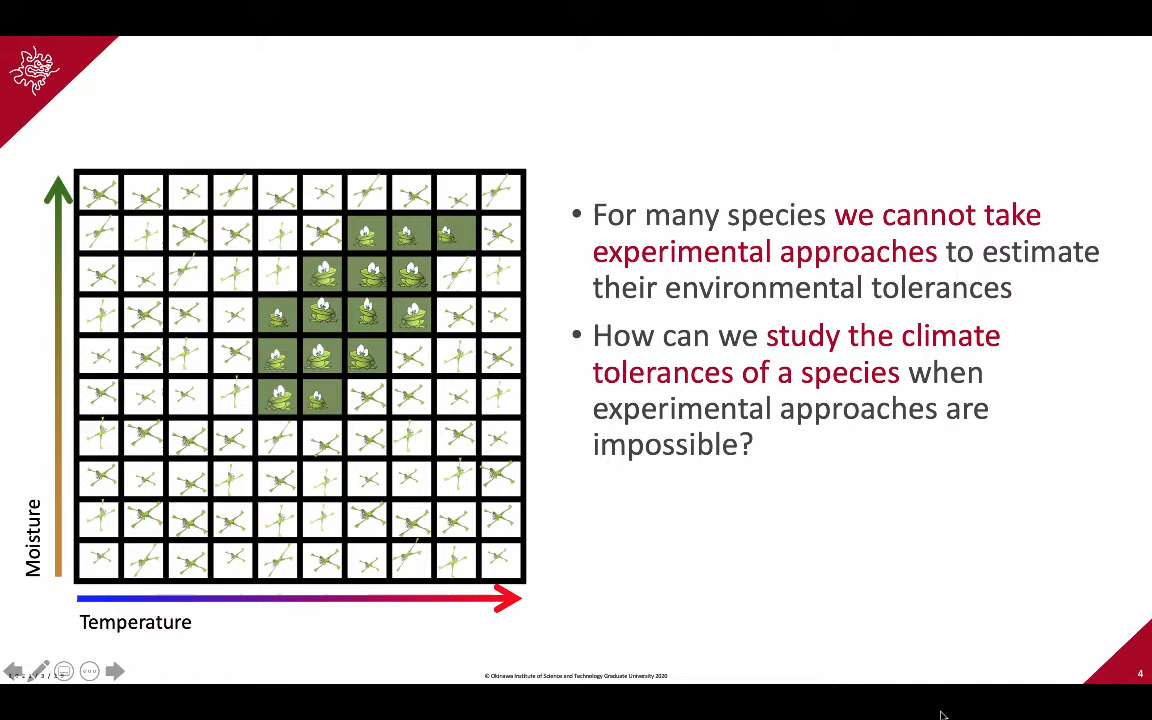 • For many species we cannot take
experimental approaches to estimate
their environmental tolerances
• How can we study the climate
tolerances of a species when
experimental approaches are
impossible?
Moisture
Temperature
© Okinawa Institute of Science and Technology Graduate University 2020
4